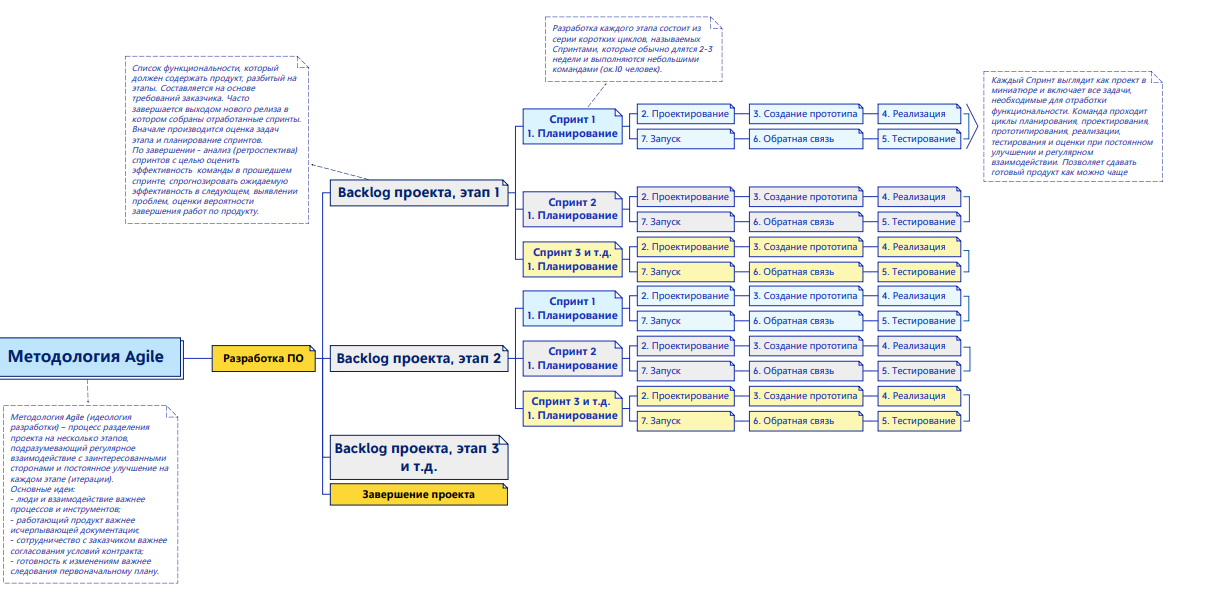 Разработка каждого этапа состоит из
серии коротких циклов, называемых
Спринтами, которые обычно длятся 2-3
недели и выполняются небольшими
командами (ок.10 человек).
Список функциональности, который
должен содержать продукт, разбитый на
этапы. Составляется на основе
требований заказчика. Часто
завершается выходом нового релиза в
котором собраны отработанные спринты.
Вначале производится оценка задач
этапа и планирование спринтов.
По завершении – анализ (ретроспектива)
спринтов с целью оценить
эффективность команды в прошедшем
спринте, спрогнозировать ожидаемую
эффективность в следующем, выявлении
проблем, оценки вероятности
завершения работ по продукту.
Каждый Спринт выглядит как проект в
миниатюре и включает все задачи,
необходимые для отработки
функциональности. Команда проходит
циклы планирования, проектирования,
прототипирования, реализации,
тестирования и оценки при постоянном
улучшении и регулярном
взаимодействии. Позволяет сдавать
готовый продукт как можно чаще
Методология Agile
Разработка ПО
Backlog проекта, этап 1
Спринт 1
1. Планирование
2. Проектирование
3. Создание прототипа
4. Реализация
7. Запуск
6. Обратная связь
5. Тестирование
Спринт 2
1. Планирование
2. Проектирование
3. Создание прототипа
4. Реализация
7. Запуск
6. Обратная связь
5. Тестирование
Спринт 3 и т.д.
1. Планирование
2. Проектирование
3. Создание прототипа
4. Реализация
7. Запуск
6. Обратная связь
5. Тестирование
Backlog проекта, этап 2
Спринт 1
1. Планирование
2. Проектирование
3. Создание прототипа
4. Реализация
7. Запуск
6. Обратная связь
5. Тестирование
Спринт 2
1. Планирование
2. Проектирование
3. Создание прототипа
4. Реализация
7. Запуск
6. Обратная связь
5. Тестирование
Спринт 3 и т.д.
1. Планирование
2. Проектирование
3. Создание прототипа
4. Реализация
7. Запуск
6. Обратная связь
5. Тестирование
Backlog проекта, этап 3
и т.д.
Завершение проекта
Методология Agile (идеология
разработки) – процесс разделения
проекта на несколько этапов,
подразумевающий регулярное
взаимодействие с заинтересованными
сторонами и постоянное улучшение на
каждом этапе (итерации).
Основные идеи:
- люди и взаимодействие важнее
процессов и инструментов;
- работающий продукт важнее
исчерпывающей документации;
- сотрудничество с заказчиком важнее
согласования условий контракта;
- готовность к изменениям важнее
следования первоначальному плану.